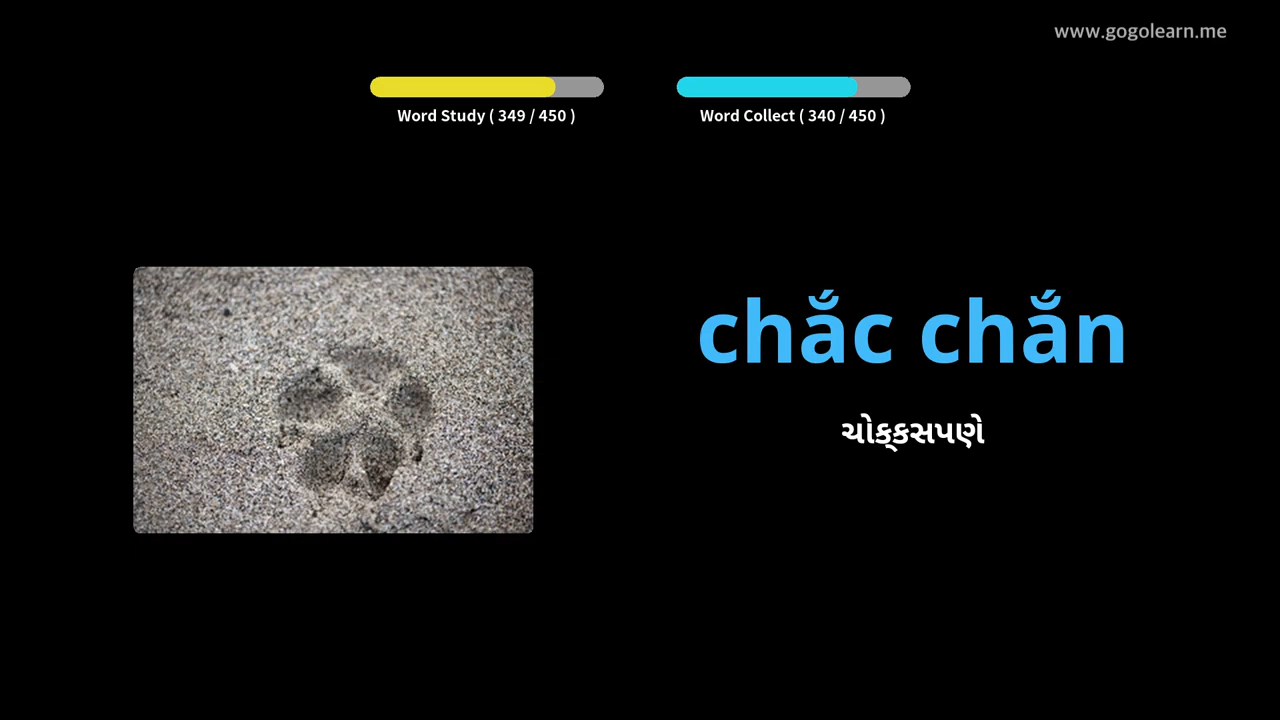 www.gogolearn.me
Word Study ( 349 / 450 )
Word Collect ( 340 / 450 )
chắc chắn
ચોક્કસપણે